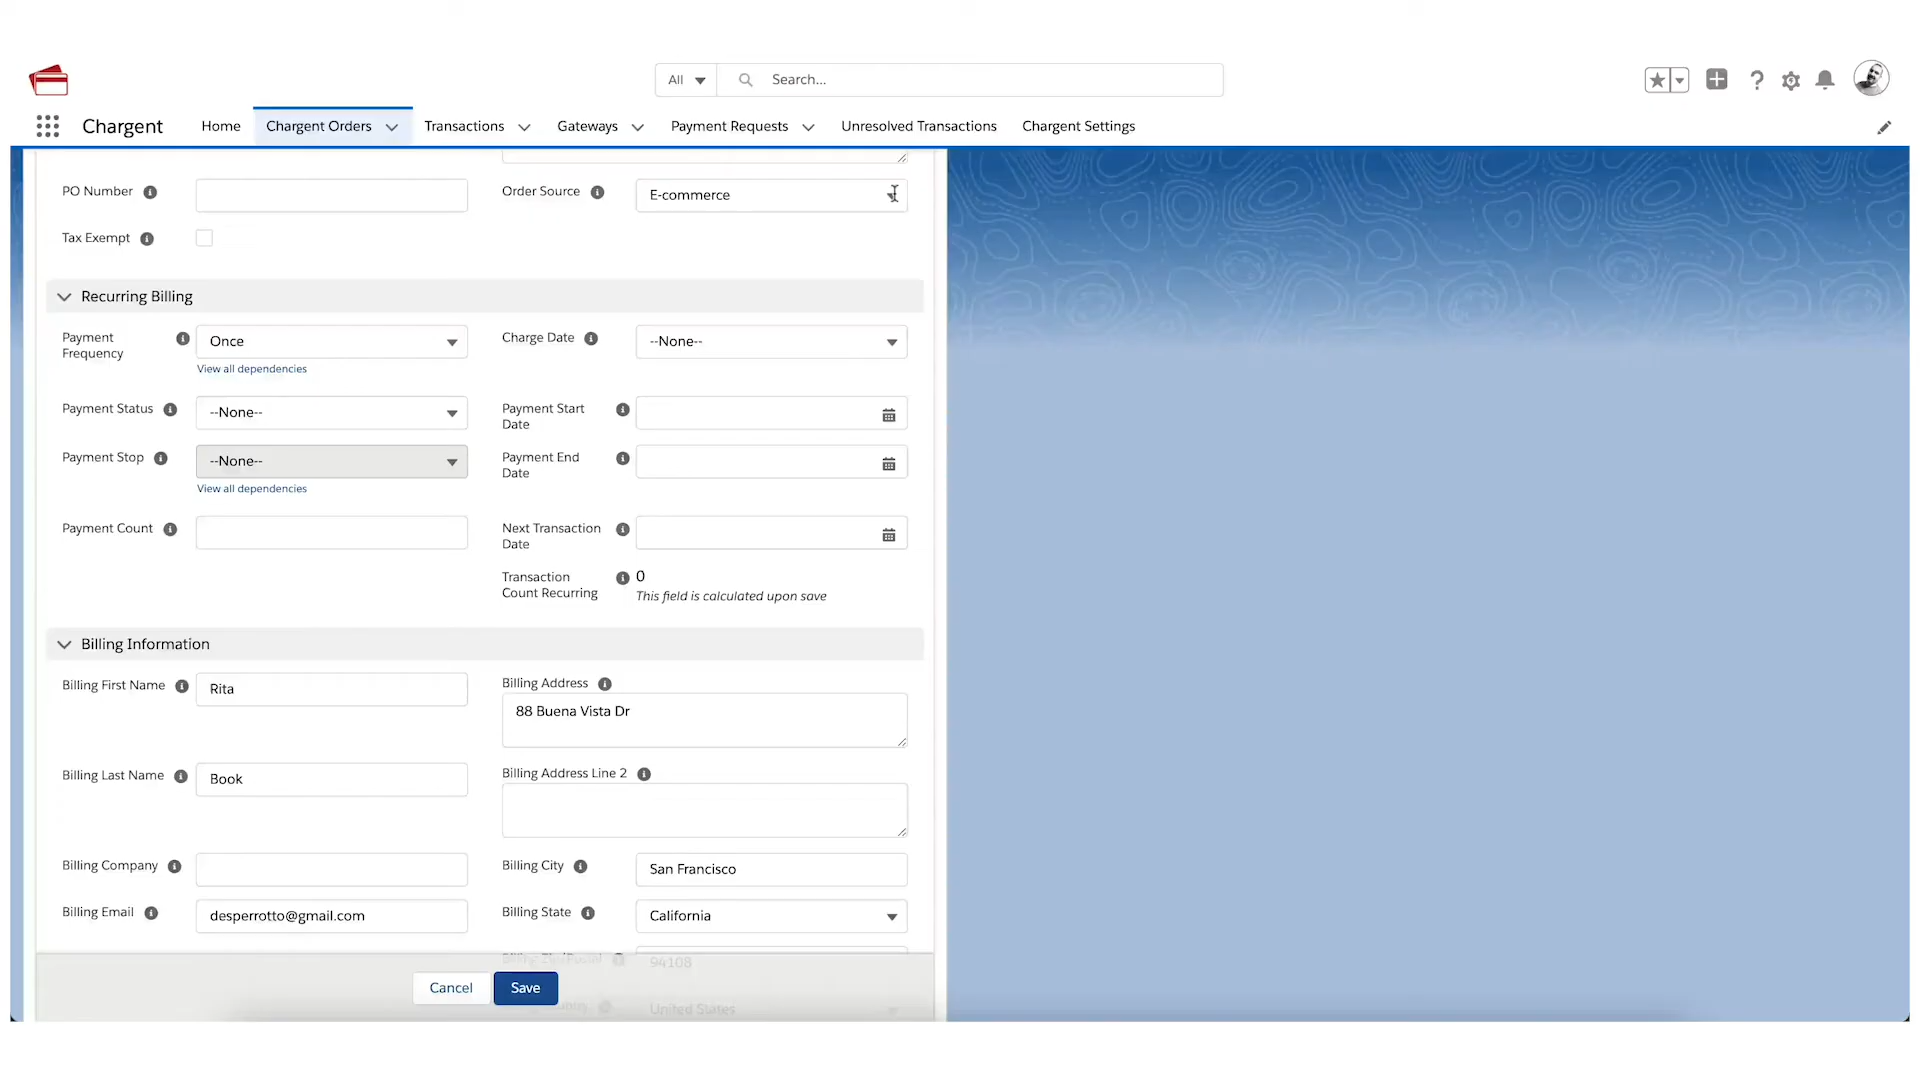 All
Search...
Chargent
Home
Chargent Orders
Transactions
Gateways
Payment Requests
Unresolved Transactions
Chargent Settings
PO Number
Order Source
E-commerce
Tax Exempt
Recurring Billing
Payment Frequency
Once
View all dependencies
Charge Date
--None--
Payment Status
--None--
Payment Start Date
Payment Stop
--None--
View all dependencies
Payment End Date
Payment Count
Next Transaction Date
Transaction Count Recurring
0
This field is calculated upon save
Billing Information
Billing First Name
Rita
Billing Address
88 Buena Vista Dr
Billing Last Name
Book
Billing Address Line 2
Billing Company
Billing City
San Francisco
Billing Email
desperrotto@gmail.com
Billing State
California
94108
Cancel
Save
United States